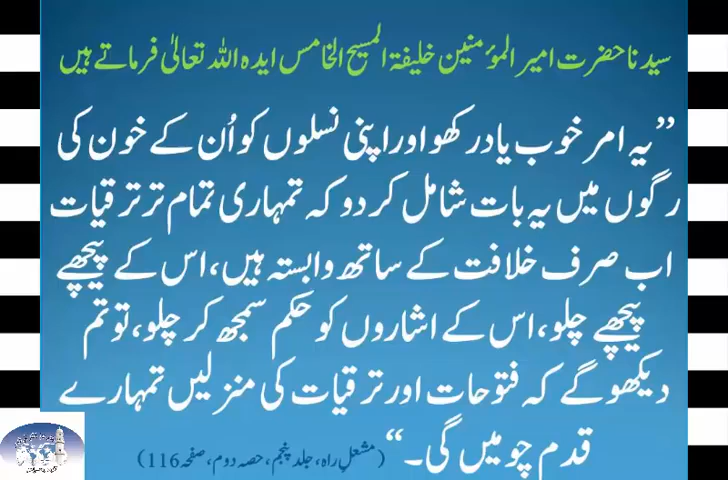 سیدنا حضرت امیر المؤمنین خلیفۃ المسیح الخامس ایدہ اللہ تعالیٰ فرماتے ہیں
”یہ امر خوب یاد رکھو اور اپنی نسلوں کو اُن کے خون کی
رگوں میں یہ بات شامل کر دو کہ تمہاری تمام تر ترقیات
اب صرف خلافت کے ساتھ وابستہ ہیں، اس کے پیچھے
پیچھے چلو، اس کے اشاروں کو حکم سمجھ کر چلو، تو تم
دیکھو گے کہ فتوحات اور ترقیات کی منزلیں تمہارے
قدم چومیں گی۔“ (مشعلِ راہ، جلد پنجم، حصہ دوم، صفحہ 116)